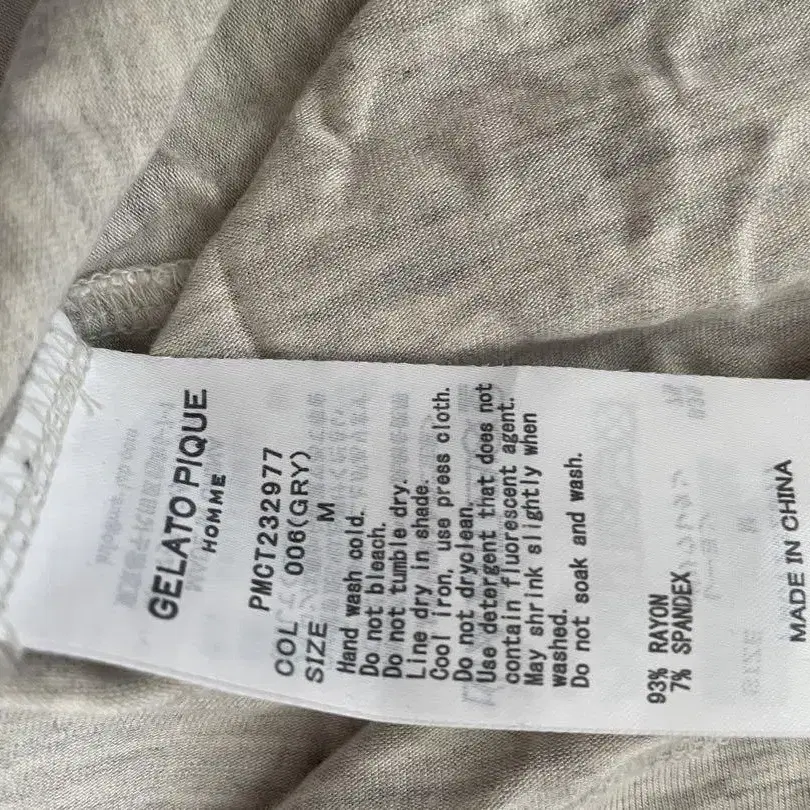 GELATO PIQUE
HOMME
PMCT232977
COL 006(GRY)
SIZE M
Hand wash cold.
Do not bleach.
Do not tumble dry.
Line dry in shade.
Cool iron, use press cloth.
Do not dryclean.
Use detergent that does not
contain fluorescent agent.
May shrink slightly when
washed.
Do not soak and wash.
93% RAYON
7% SPANDEX
MADE IN CHINA